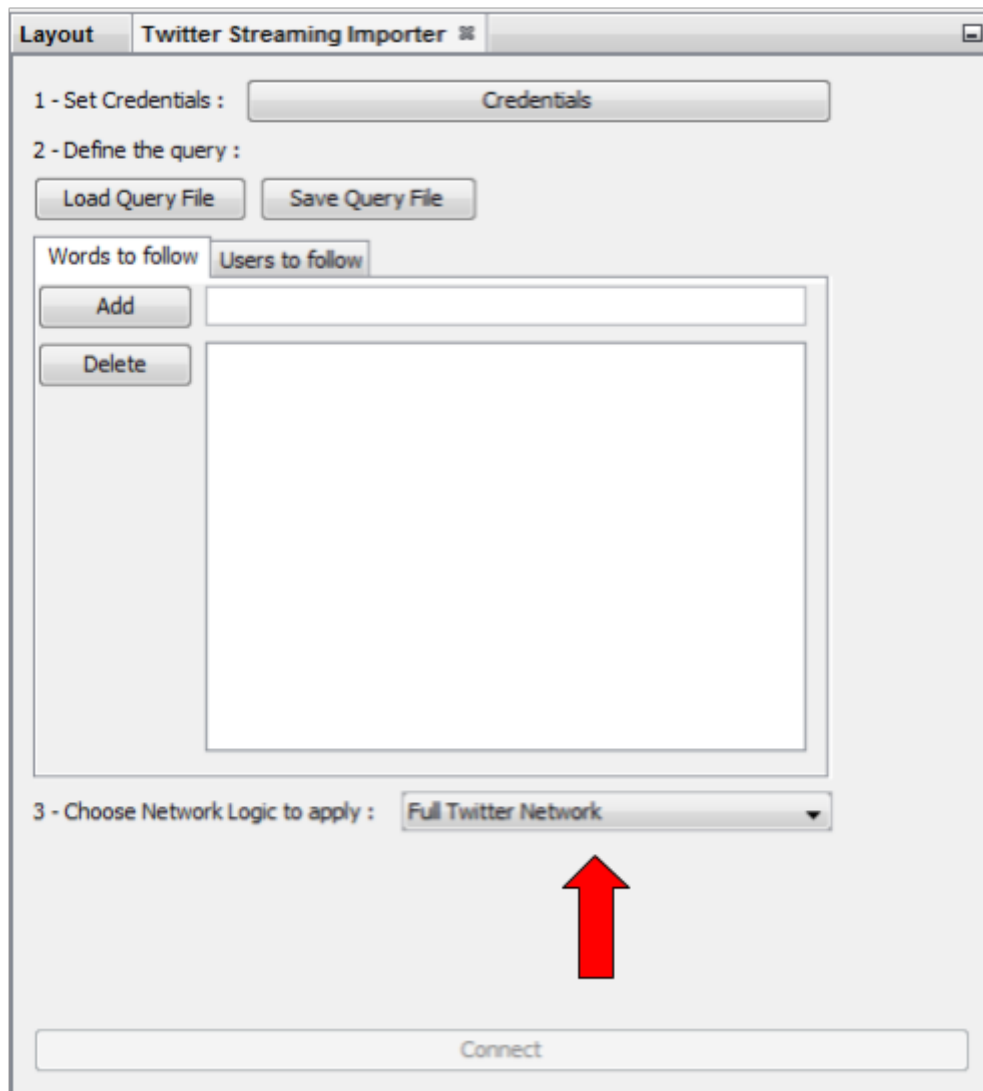 Layout Twitter Streaming Importer
1 - Set Credentials : Credentials
2 - Define the query :
Load Query File Save Query File
Words to follow Users to follow
Add
Delete
3 - Choose Network Logic to apply : Full Twitter Network
Connect